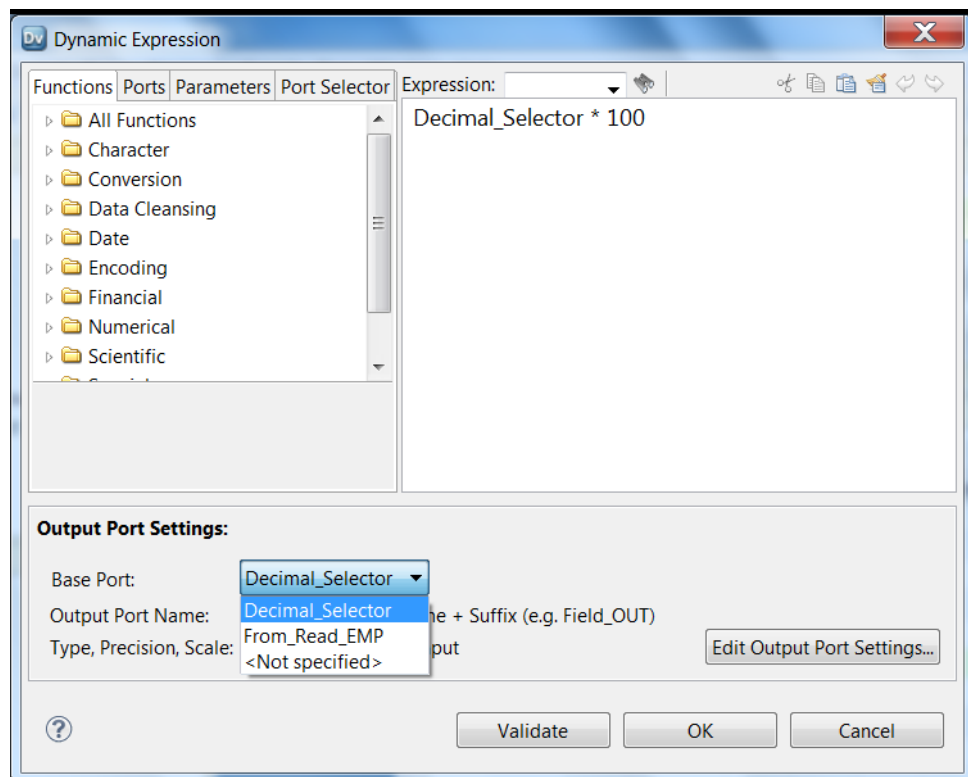 Dv Dynamic Expression
Functions Ports Parameters Port Selector
Expression:
All Functions
Character
Conversion
Data Cleansing
Date
Encoding
Financial
Numerical
Scientific
Decimal_Selector * 100
Output Port Settings:
Base Port: Decimal_Selector
Decimal_Selector
From_Read_EMP
<Not specified>
Output Port Name: + Suffix (e.g. Field_OUT)
Type, Precision, Scale:
Edit Output Port Settings...
?
Validate
OK
Cancel